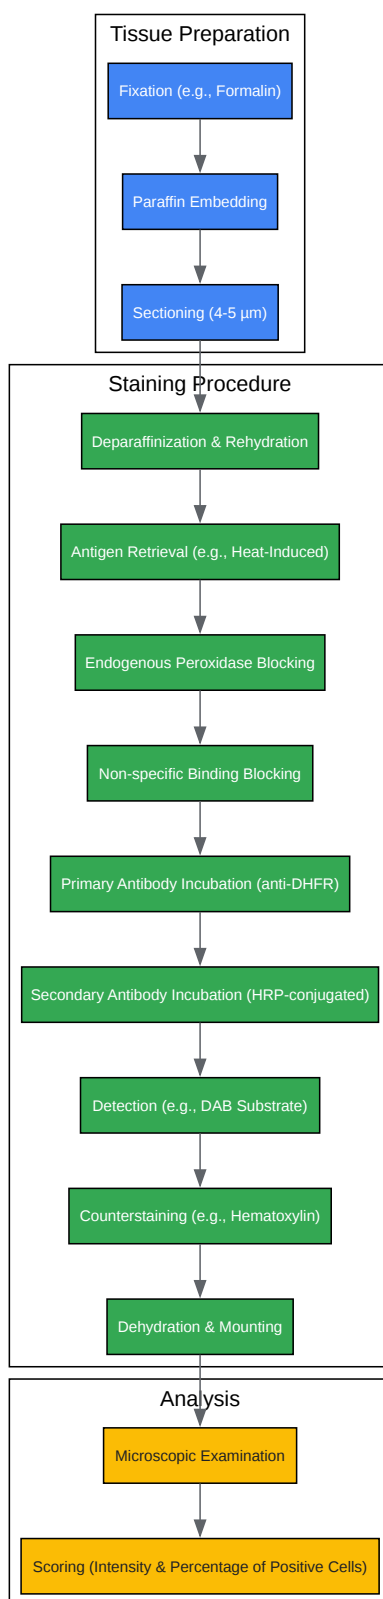 Tissue Preparation
Fixation (e.g., Formalin)
Paraffin Embedding
Sectioning (4-5 µm)
Staining Procedure
Deparaffinization & Rehydration
Antigen Retrieval (e.g., Heat-Induced)
Endogenous Peroxidase Blocking
Non-specific Binding Blocking
Primary Antibody Incubation (anti-DHFR)
Secondary Antibody Incubation (HRP-conjugated)
Detection (e.g., DAB Substrate)
Counterstaining (e.g., Hematoxylin)
Dehydration & Mounting
Analysis
Microscopic Examination
Scoring (Intensity & Percentage of Positive Cells)